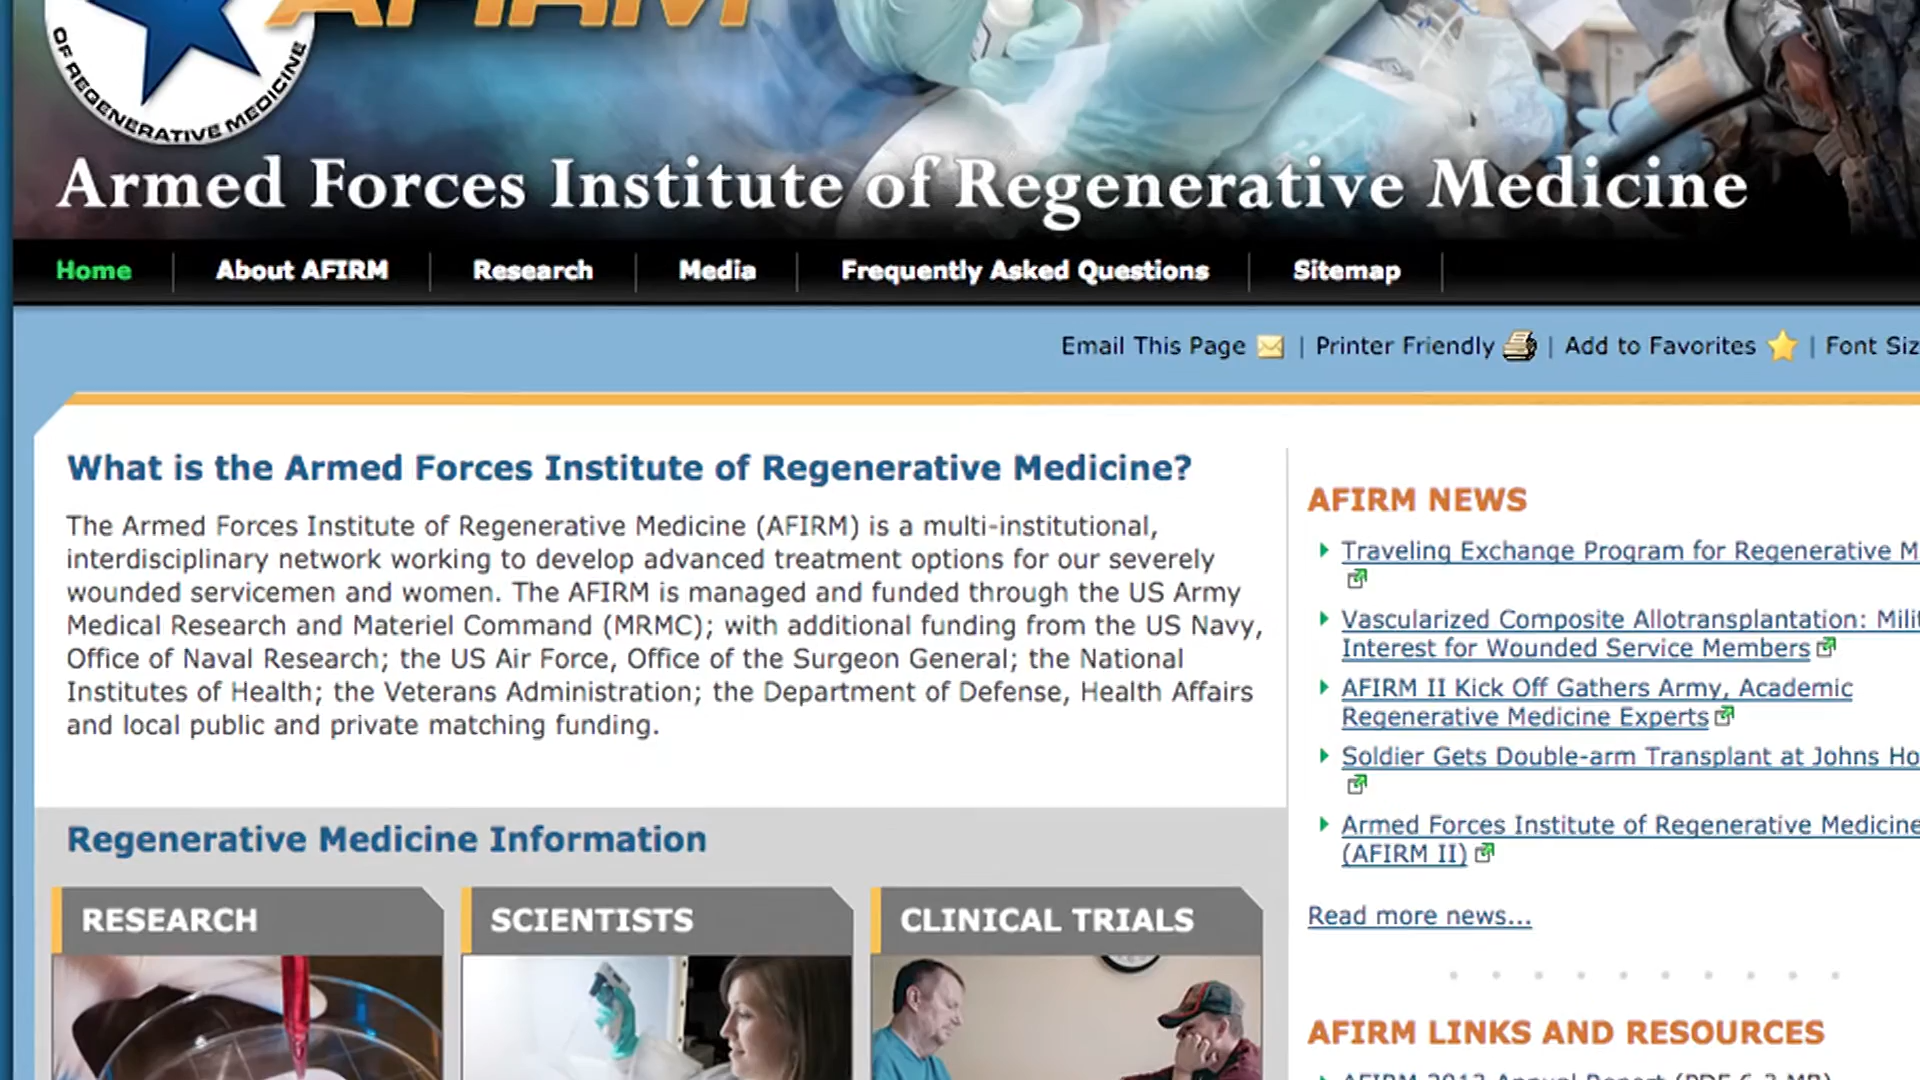 AFIRM
OF REGENERATIVE MEDICINE
Armed Forces Institute of Regenerative Medicine
Home
About AFIRM
Research
Media
Frequently Asked Questions
Sitemap
Email This Page | Printer Friendly | Add to Favorites | Font
What is the Armed Forces Institute of Regenerative Medicine?
The Armed Forces Institute of Regenerative Medicine (AFIRM) is a multi-institutional,
interdisciplinary network working to develop advanced treatment options for our severely
wounded servicemen and women. The AFIRM is managed and funded through the US Army
Medical Research and Materiel Command (MRMC); with additional funding from the US Navy,
Office of Naval Research; the US Air Force, Office of the Surgeon General; the National
Institutes of Health; the Veterans Administration; the Department of Defense, Health Affairs
and local public and private matching funding.
AFIRM NEWS
Traveling Exchange Program for Regenerative
Vascularized Composite Allotransplantation:
Interest for Wounded Service Members
AFIRM II Kick Off Gathers Army, Academic
Regenerative Medicine Experts
Soldier Gets Double-arm Transplant at Johns
Armed Forces Institute of Regenerative Medicine
(AFIRM II)
Read more news...
Regenerative Medicine Information
RESEARCH
SCIENTISTS
CLINICAL TRIALS
AFIRM LINKS AND RESOURCES